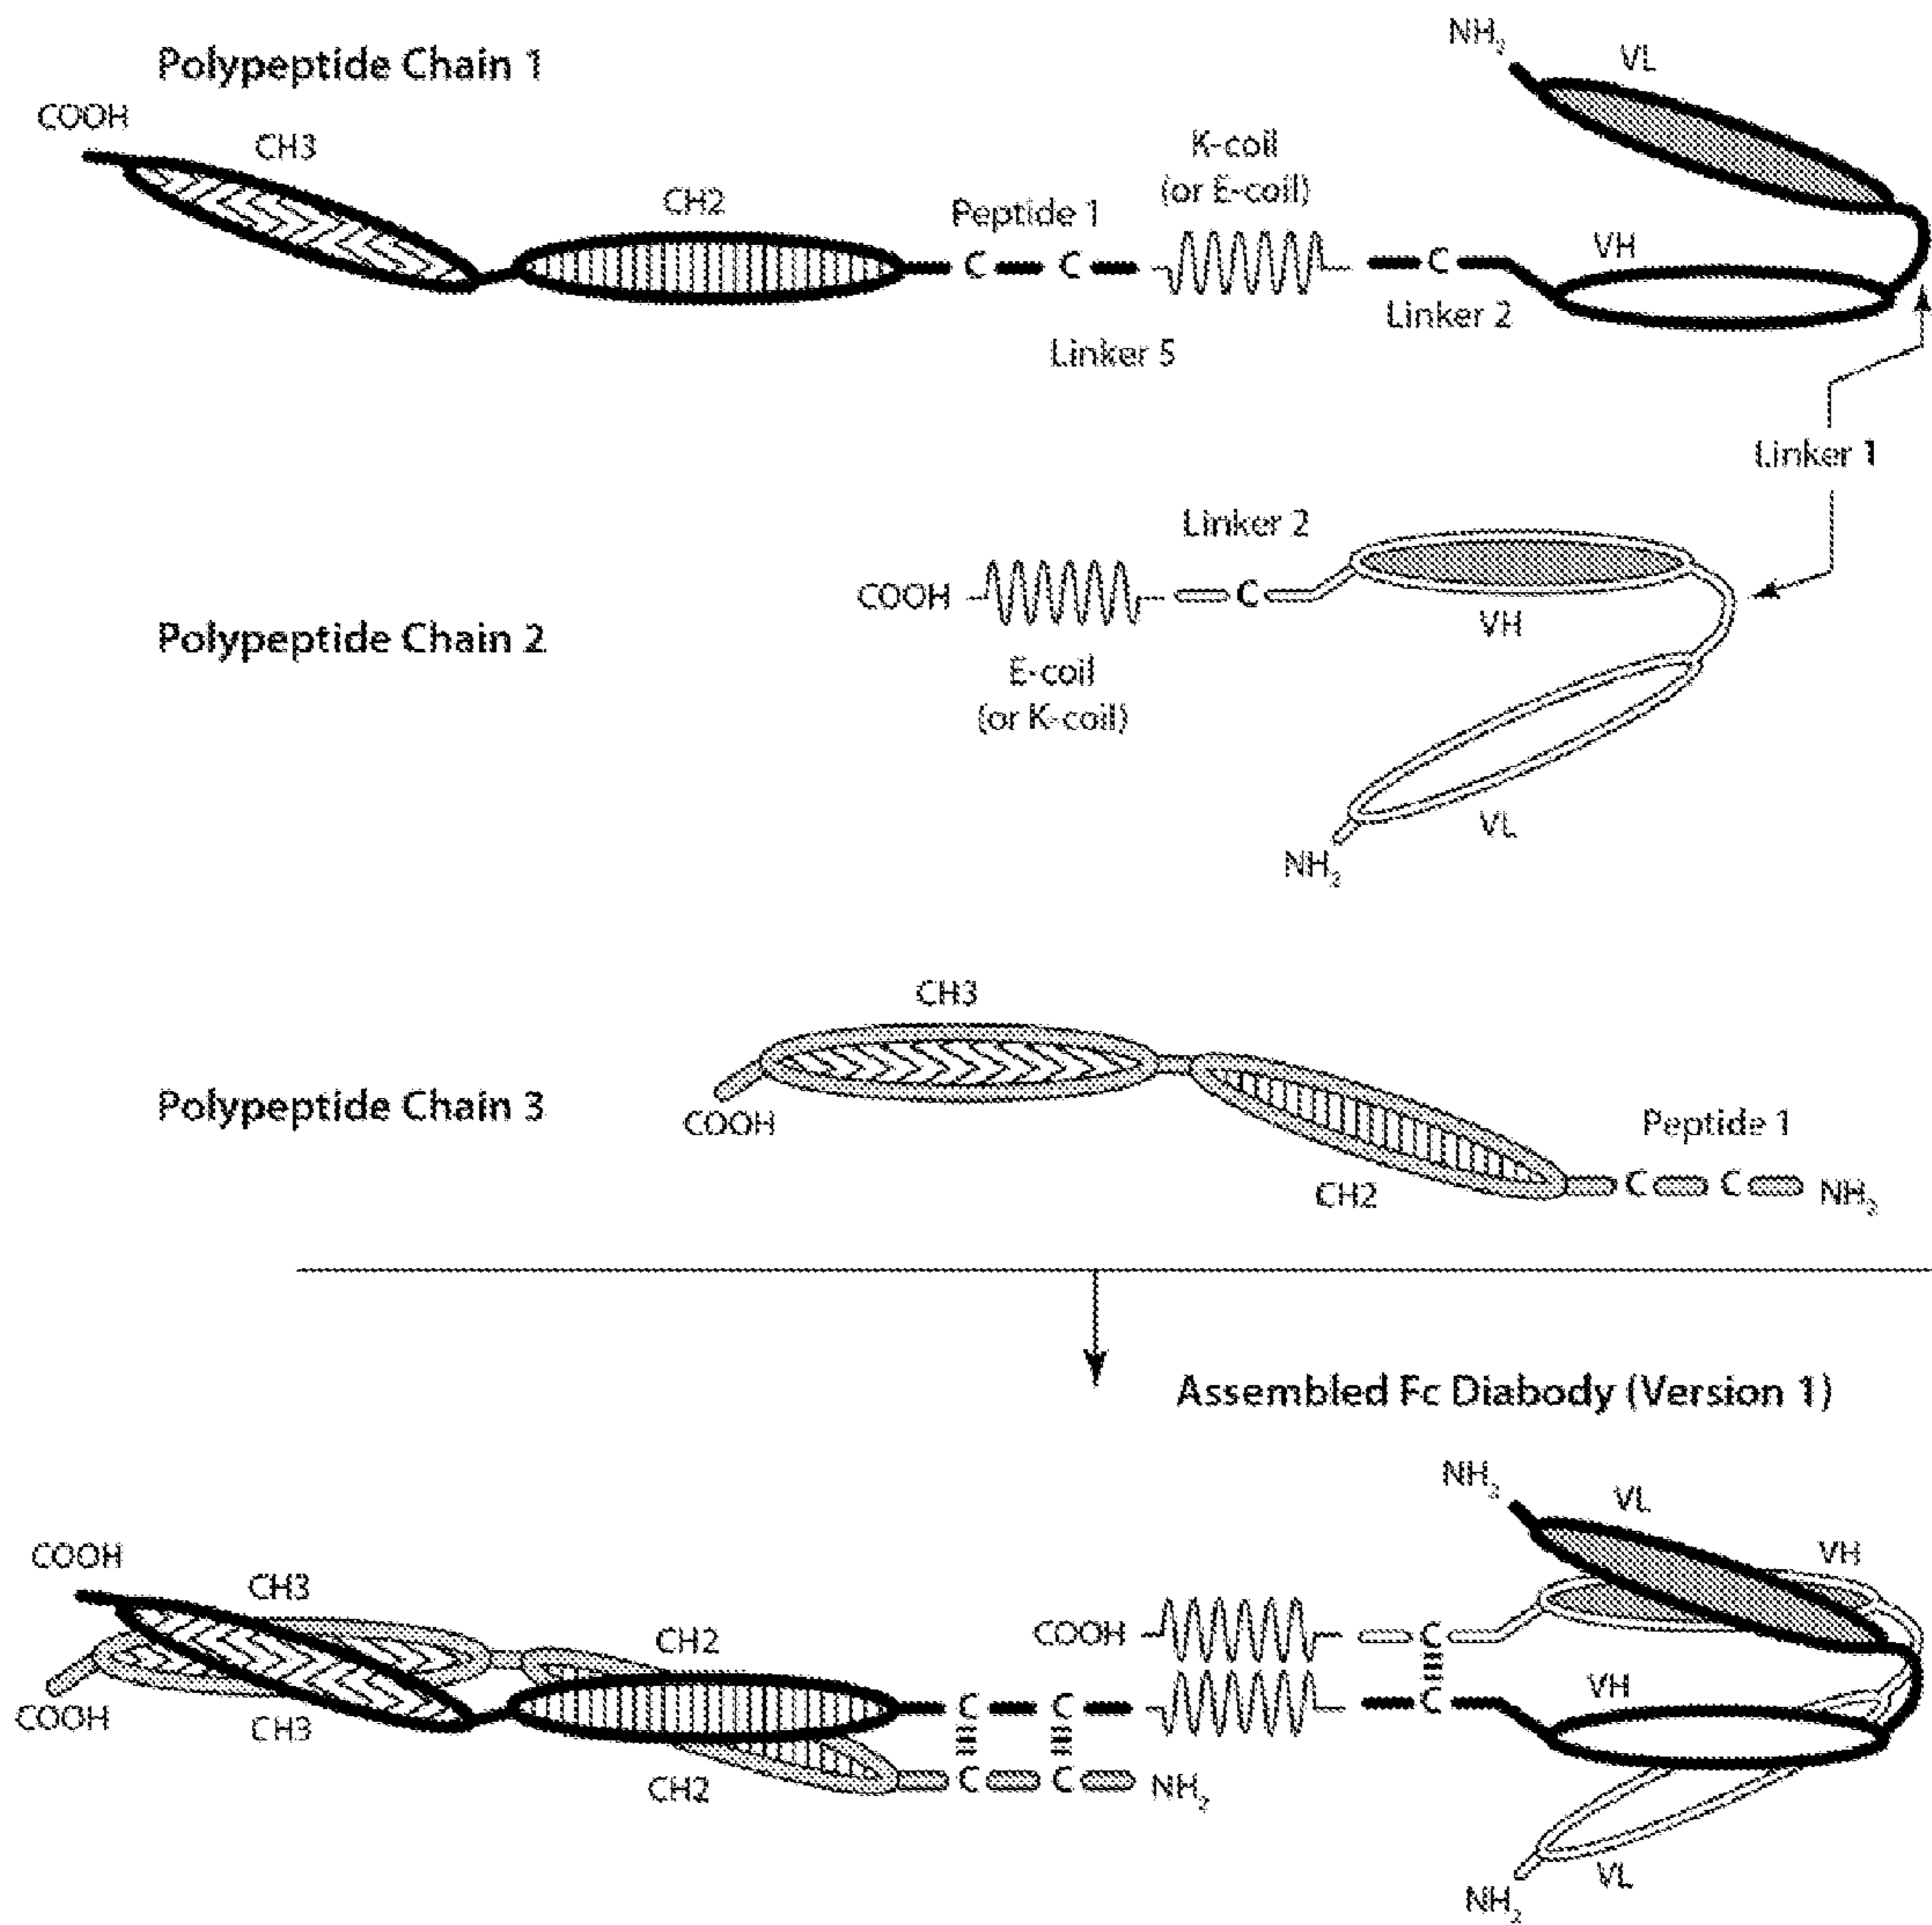 Polypeptide Chain 1
NH₂
VL
COOH
CH3
K-coil
(or E-coil)
CH2
Peptide 1
C
C
C
VH
Linker 2
Linker 5
Linker 1
Linker 2
COOH
C
VH
Polypeptide Chain 2
E-coil
(or K-coil)
VL
NH₂
CH3
Polypeptide Chain 3
COOH
Peptide 1
CH2
C
C
NH₂
Assembled Fc Diabody (Version 1)
NH₂
VL
COOH
CH3
VH
CH2
COOH
C
COOH
CH3
C
C
C
VH
CH2
C
C
NH₂
VL
NH₂